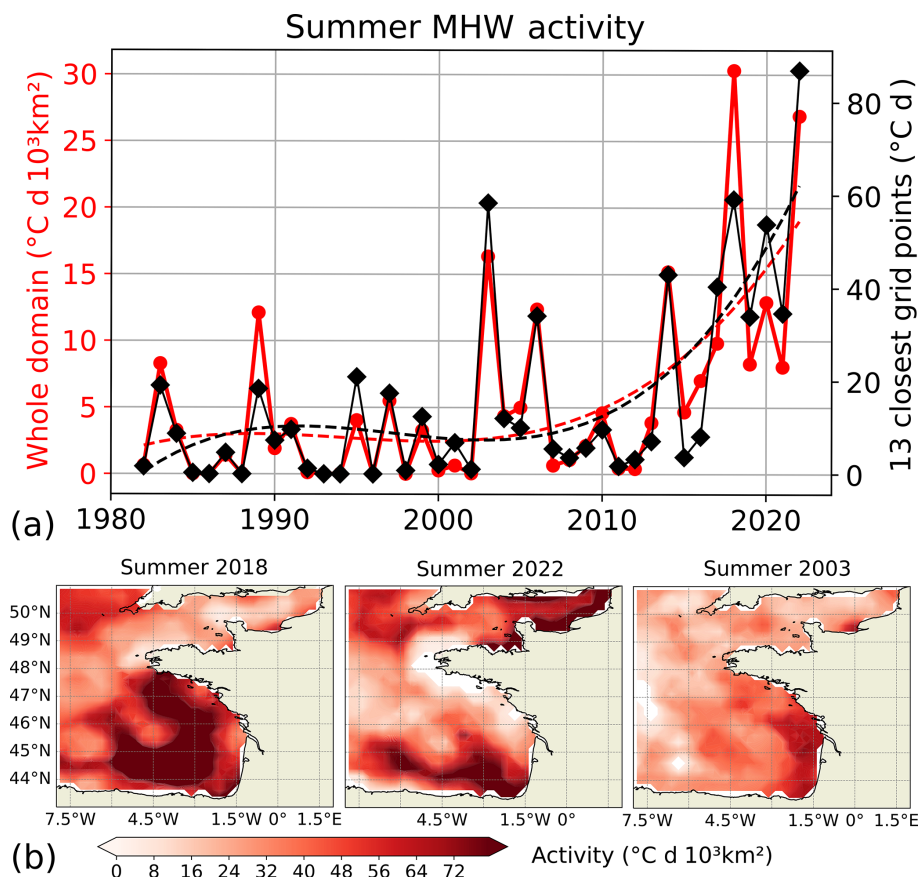 Summer MHW activity
Whole domain (°C d 10³km²)
30
25
20
15
10
5
0
80
60
40
20
0
13 closest grid points (°C d)
1980 1990 2000 2010 2020
(a)
Summer 2018 Summer 2022 Summer 2003
50°N
49°N
48°N
47°N
46°N
45°N
44°N
7.5°W 4.5°W 1.5°W 0° 1.5°E 4.5°W 1.5°W 0° 4.5°W 1.5°W 0° 1.5°E
(b)
0 8 16 24 32 40 48 56 64 72
Activity (°C d 10³km²)